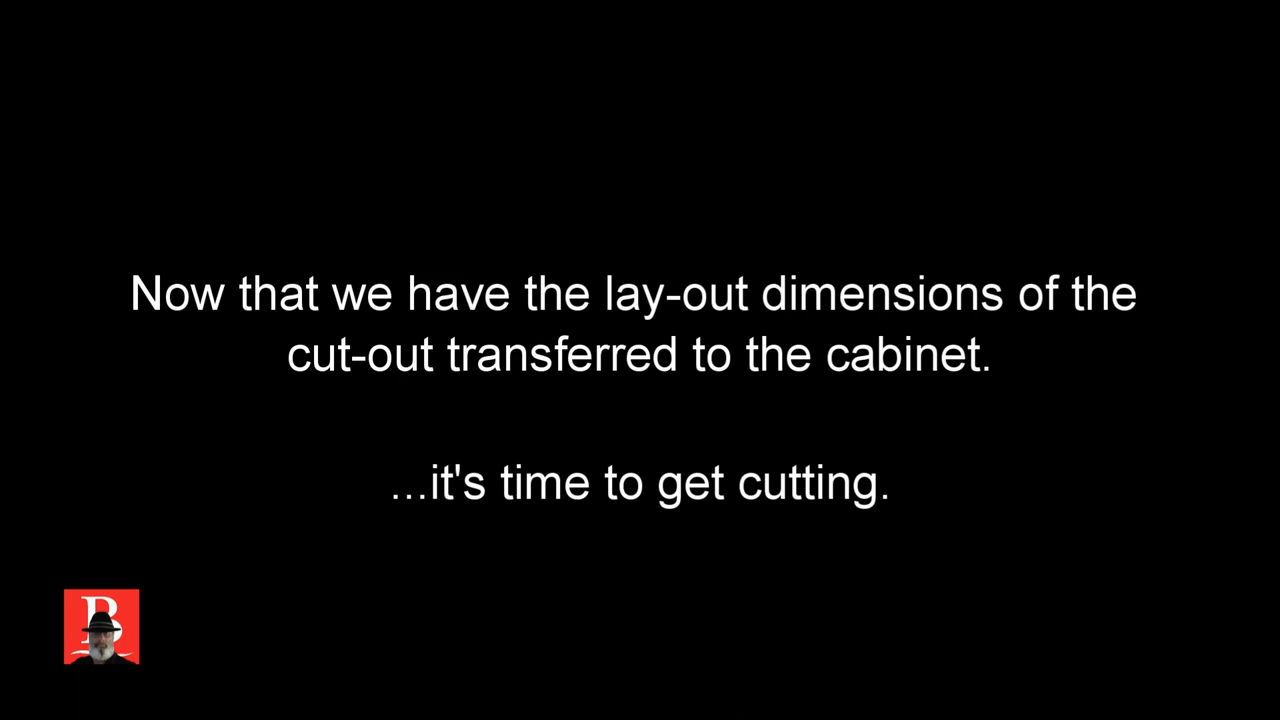 Now that we have the lay-out dimensions of the
cut-out transferred to the cabinet.
...it's time to get cutting.
B